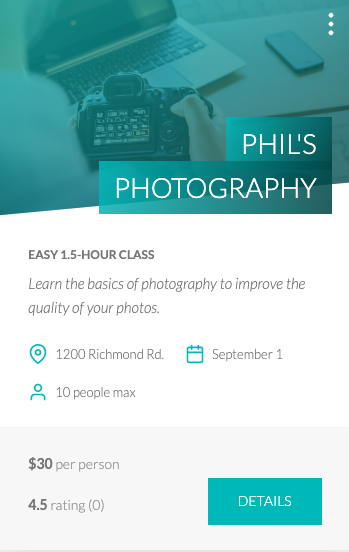 PHIL'S
PHOTOGRAPHY
EASY 1.5-HOUR CLASS
Learn the basics of photography to improve the
quality of your photos.
1200 Richmond Rd.
September 1
10 people max
$30 per person
4.5 rating (0)
DETAILS